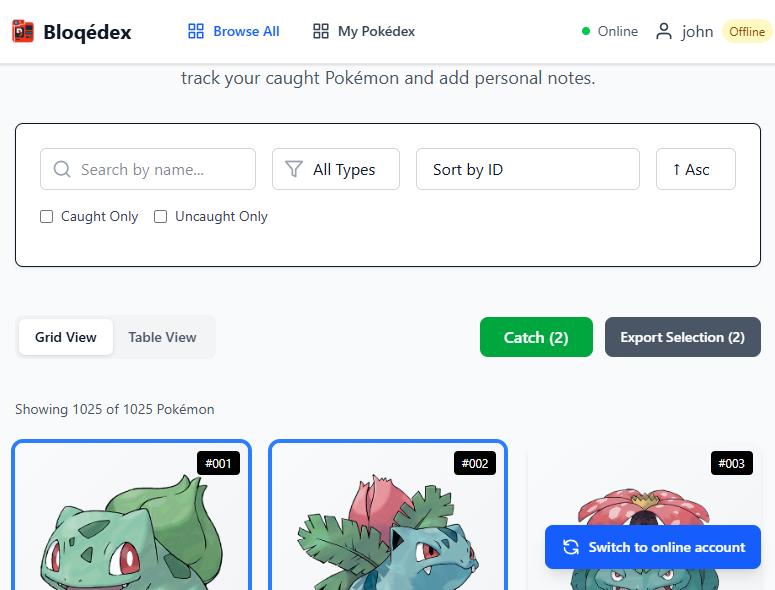 Bloqédex
Browse All
My Pokédex
Online
john
Offline
track your caught Pokémon and add personal notes.
Search by name...
All Types
Sort by ID
↑ Asc
Caught Only
Uncaught Only
Grid View
Table View
Catch (2)
Export Selection (2)
Showing 1025 of 1025 Pokémon
#001
#002
#003
Switch to online account